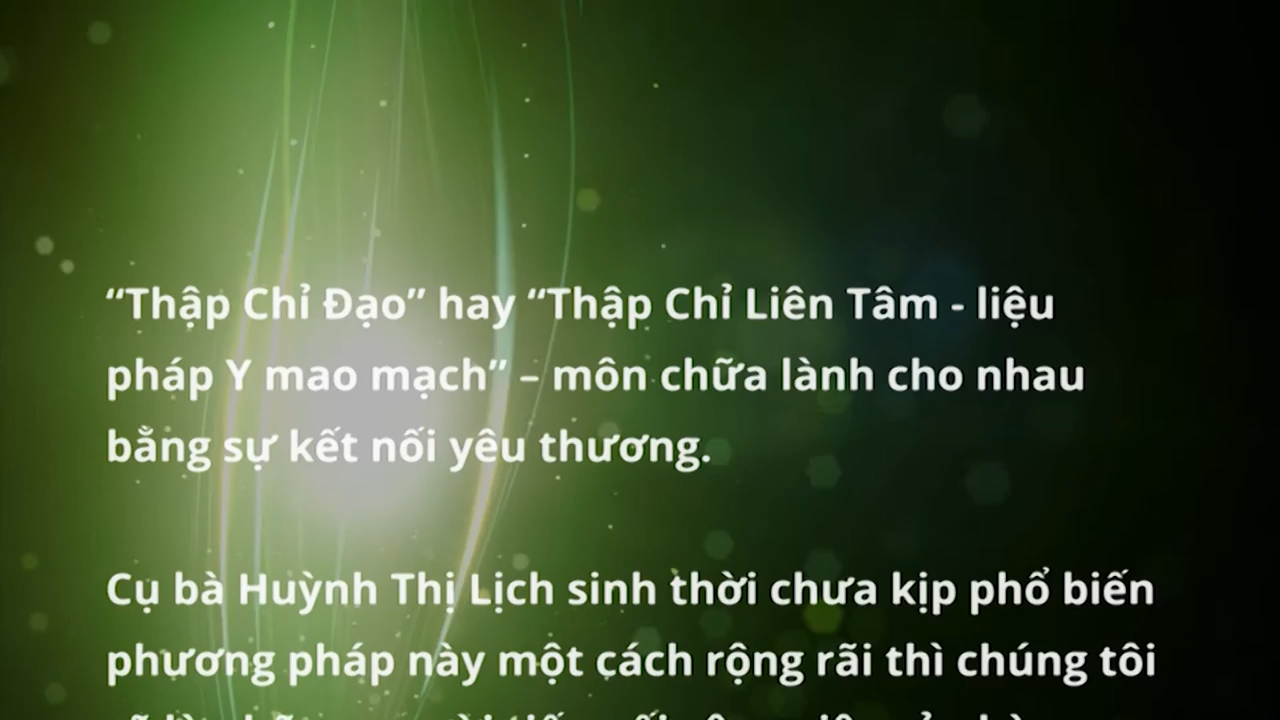 “Thập Chỉ Đạo” hay “Thập Chỉ Liên Tâm - liệu
pháp Y mao mạch” – môn chữa lành cho nhau
bằng sự kết nối yêu thương.
Cụ bà Huỳnh Thị Lịch sinh thời chưa kịp phổ biến
phương pháp này một cách rộng rãi thì chúng tôi